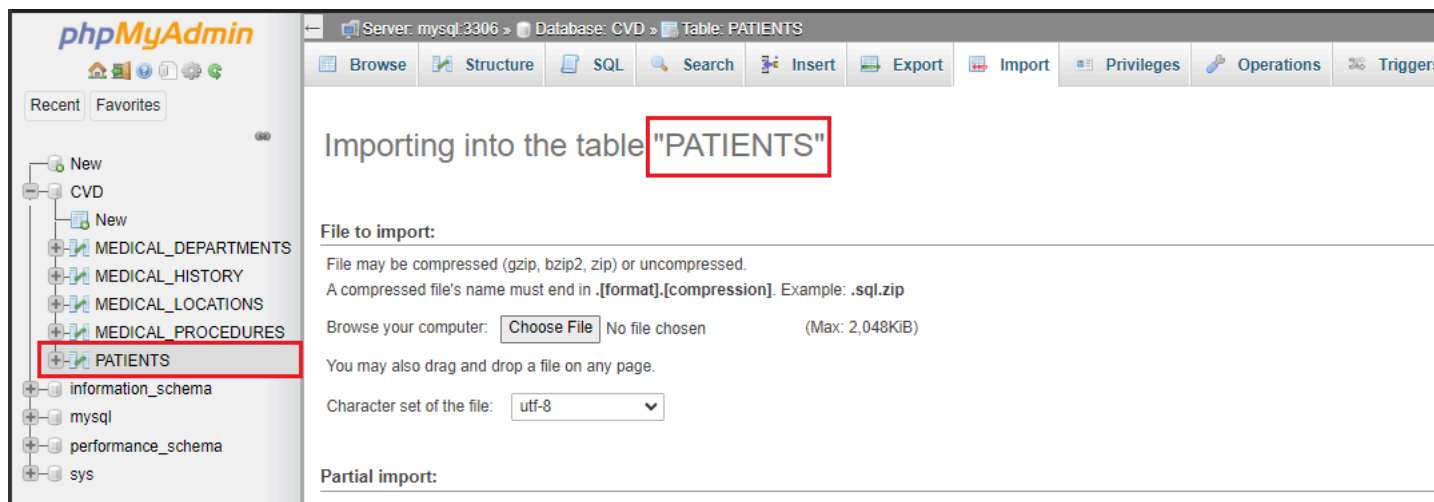 phpMyAdmin
Recent Favorites
New
CVD
New
MEDICAL_DEPARTMENTS
MEDICAL_HISTORY
MEDICAL_LOCATIONS
MEDICAL_PROCEDURES
PATIENTS
information_schema
mysql
performance_schema
sys
Server: mysql:3306 » Database: CVD » Table: PATIENTS
Browse Structure SQL Search Insert Export Import Privileges Operations Triggers
Importing into the table "PATIENTS"
File to import:
File may be compressed (gzip, bzip2, zip) or uncompressed.
A compressed file's name must end in .[format].[compression]. Example: .sql.zip
Browse your computer: Choose File No file chosen (Max: 2,048KiB)
You may also drag and drop a file on any page.
Character set of the file: utf-8
Partial import: